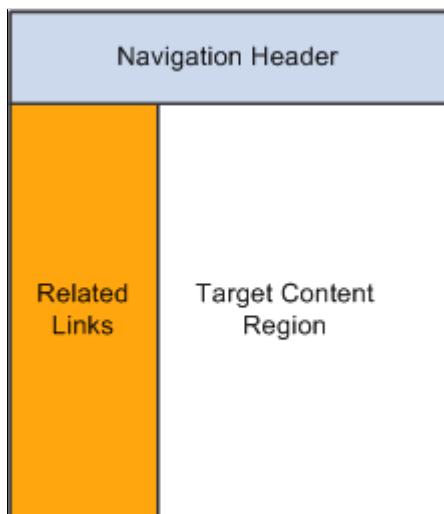 Navigation Header
Related
Links
Target Content
Region